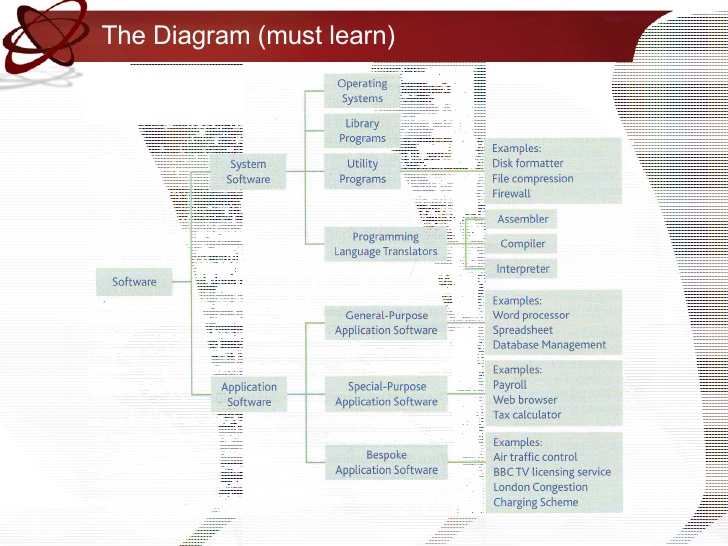 The Diagram (must learn)
Operating
Systems
Library
Programs
System
Software
Utility
Programs
Examples:
Disk formatter
File compression
Firewall
Programming
Language Translators
Assembler
Compiler
Interpreter
Software
General-Purpose
Application Software
Examples:
Word processor
Spreadsheet
Database Management
Application
Software
Special-Purpose
Application Software
Examples:
Payroll
Web browser
Tax calculator
Bespoke
Application Software
Examples:
Air traffic control
BBC TV licensing service
London Congestion
Charging Scheme